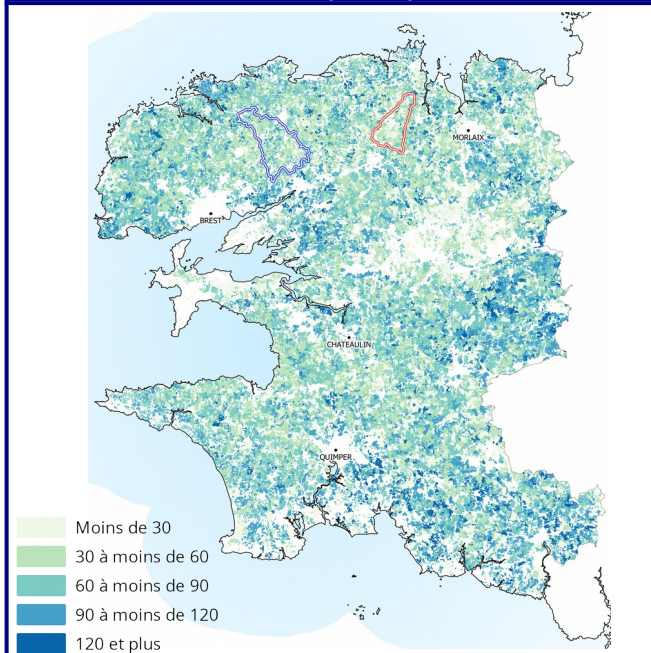 MORLAIX
BREST
CHATEAULIN
QUIMPER
Moins de 30
30 à moins de 60
60 à moins de 90
90 à moins de 120
120 et plus